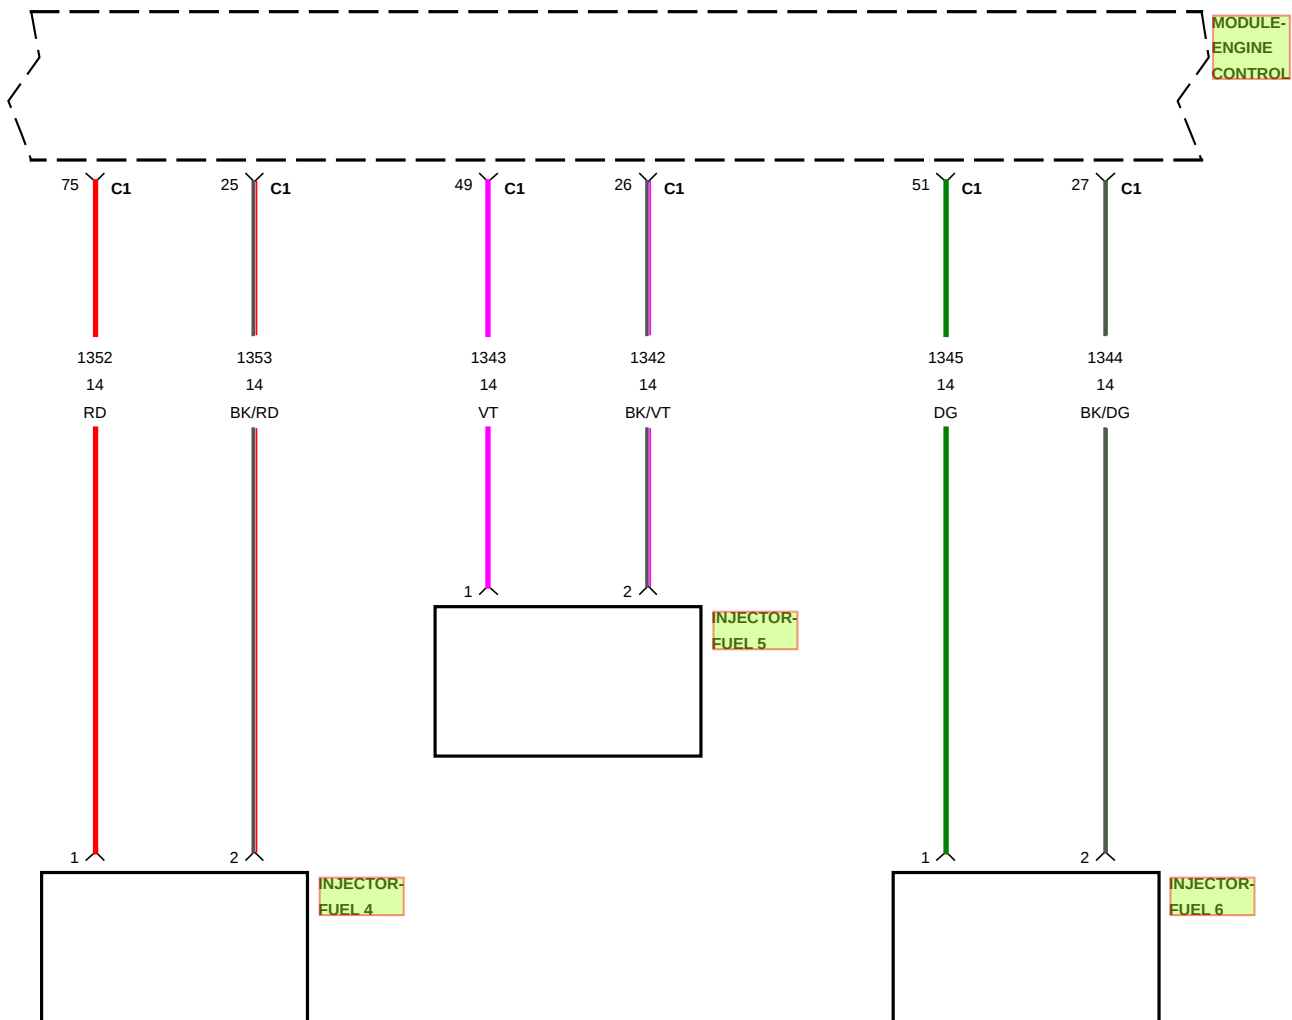 MODULE-
ENGINE
CONTROL
75 C1 25 C1 49 C1 26 C1 51 C1 27 C1
1352 1353 1343 1342 1345 1344
14 14 14 14 14 14
RD BK/RD VT BK/VT DG BK/DG
1 2
INJECTOR-
FUEL 5
1 2 1 2
INJECTOR- INJECTOR-
FUEL 4 FUEL 6